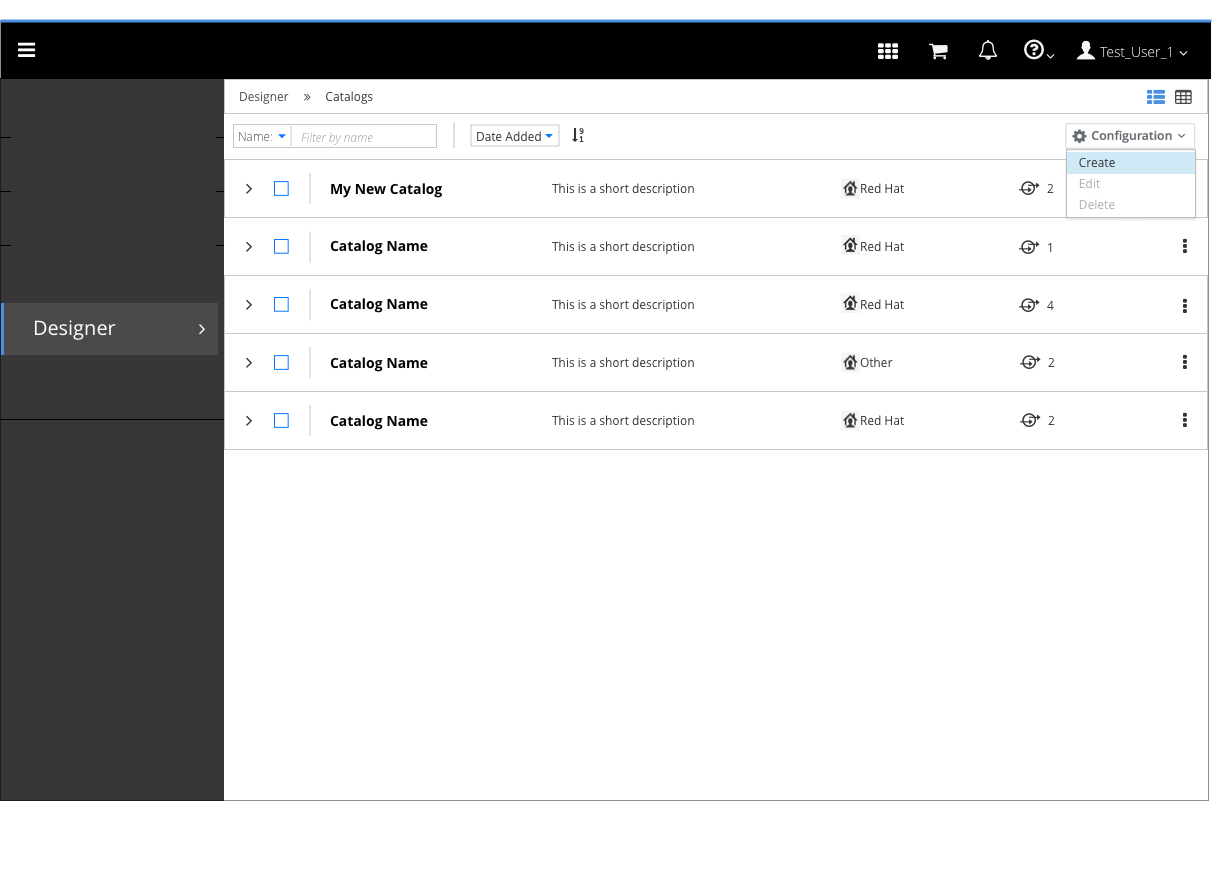 Test_User_1
Designer » Catalogs
Name: Filter by name Date Added Configuration
Create
Edit
Delete
My New Catalog This is a short description Red Hat 2
Catalog Name This is a short description Red Hat 1
Catalog Name This is a short description Red Hat 4
Designer
Catalog Name This is a short description Other 2
Catalog Name This is a short description Red Hat 2